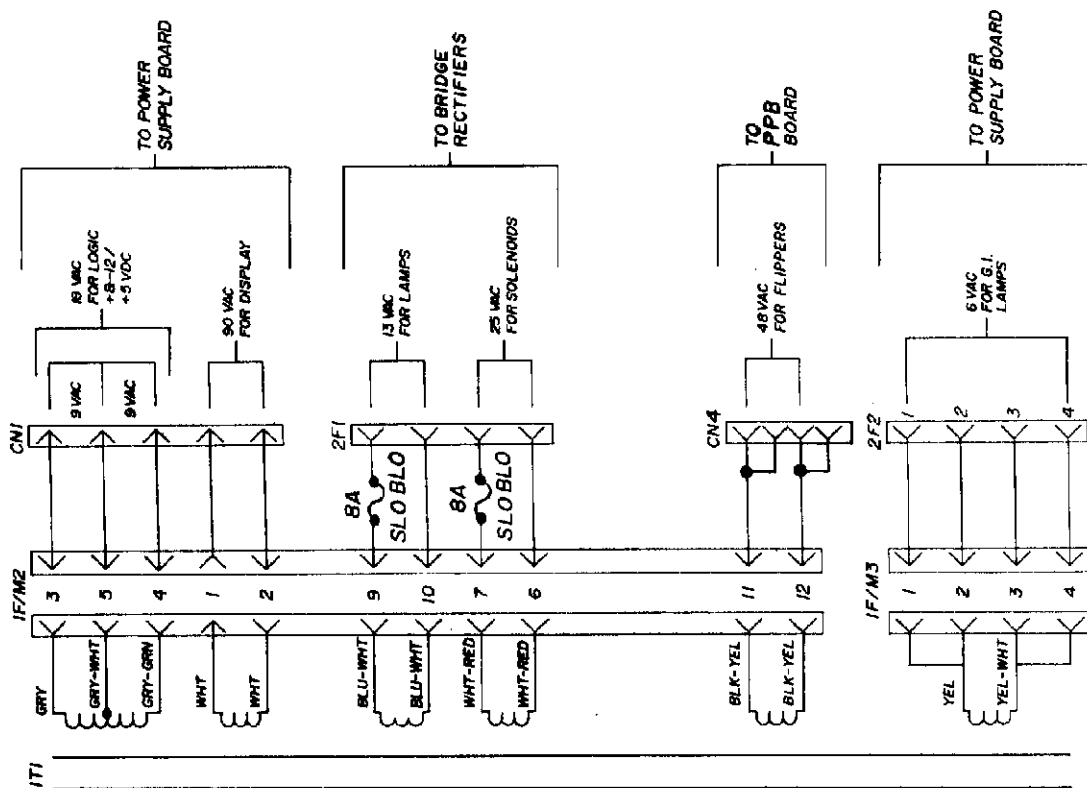 TO POWER
SUPPLY BOARD
TO BRIDGE
RECTIFIERS
TO
PPB
BOARD
TO POWER
SUPPLY BOARD
18 VAC
FOR LOGIC
+8-12/
+5 VDC
90 VAC
FOR DISPLAY
13 VAC
FOR LAMPS
25 VAC
FOR SOLENOIDS
48 VAC
FOR FLIPPERS
6 VAC
FOR G.I.
LAMPS
9 VAC
9 VAC
CN1
2F1
CN4
2F2
1
2
3
4
8A
SLO BLO
8A
SLO BLO
1F/M2
3
5
4
1
2
9
10
7
6
11
12
1F/M3
1
2
3
4
GRY
GRY-WHT
GRY-GRN
WHT
WHT
BLU-WHT
BLU-WHT
WHT-RED
WHT-RED
BLK-YEL
BLK-YEL
YEL
YEL-WHT
1T1